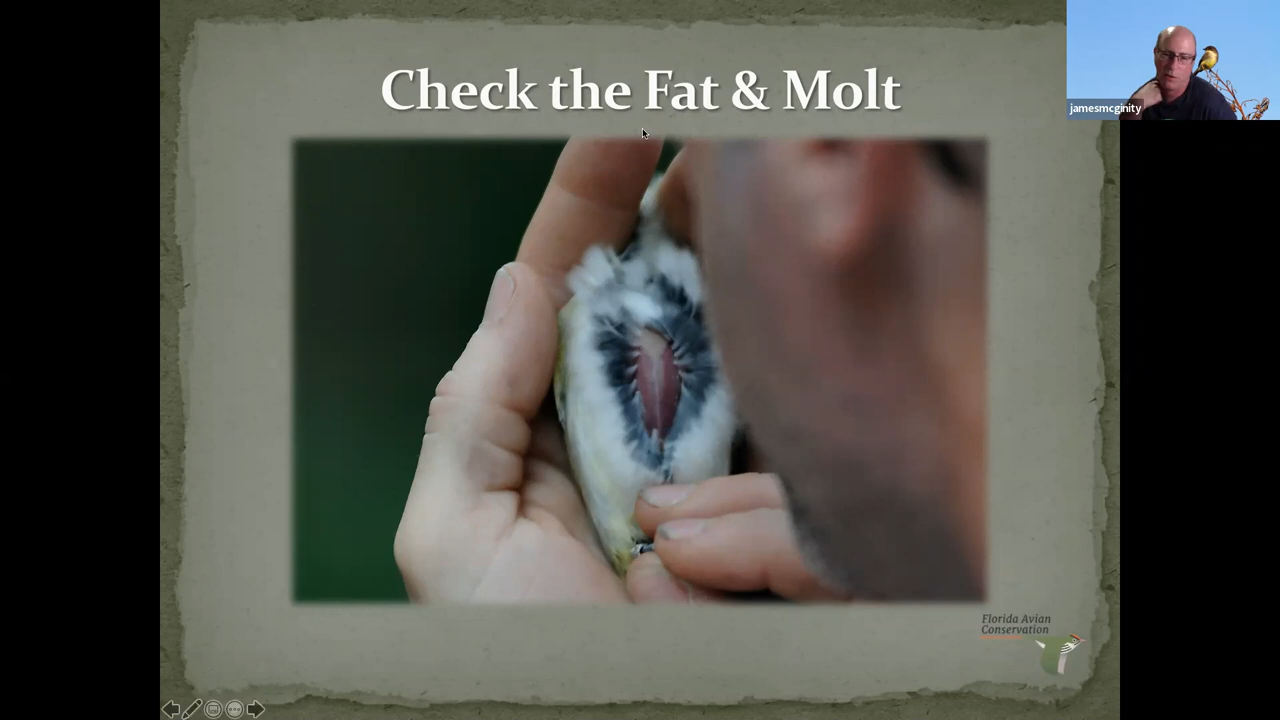 Check the Fat & Molt
jamesmcginity
Florida Avian
Conservation